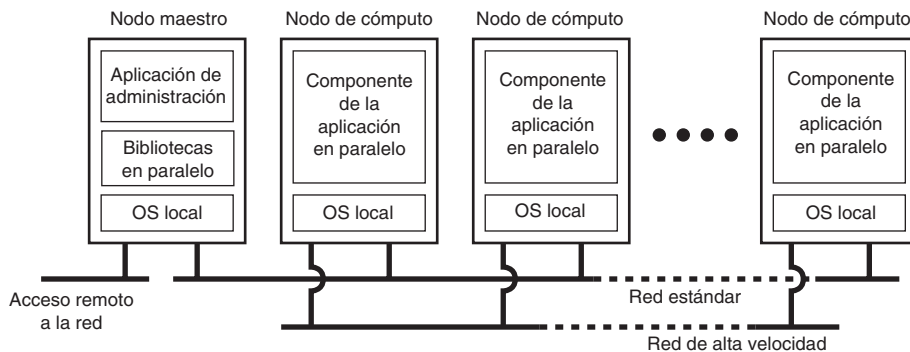 Nodo maestro
Nodo de cómputo
Nodo de cómputo
Nodo de cómputo
Aplicación de
administración
Bibliotecas
en paralelo
OS local
Componente
de la
aplicación
en paralelo
OS local
Componente
de la
aplicación
en paralelo
OS local
Componente
de la
aplicación
en paralelo
OS local
Acceso remoto
a la red
Red estándar
Red de alta velocidad